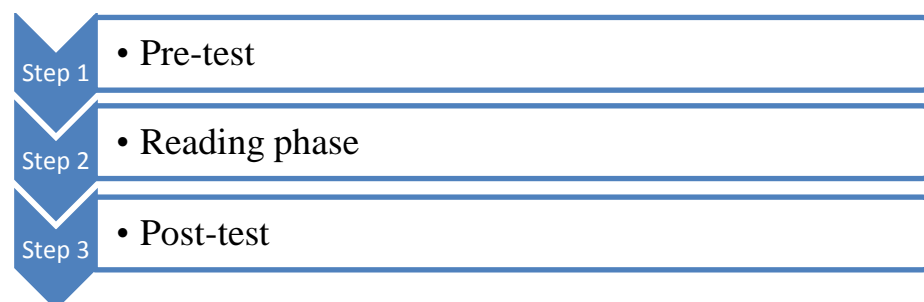 Step 1
• Pre-test
Step 2
• Reading phase
Step 3
• Post-test